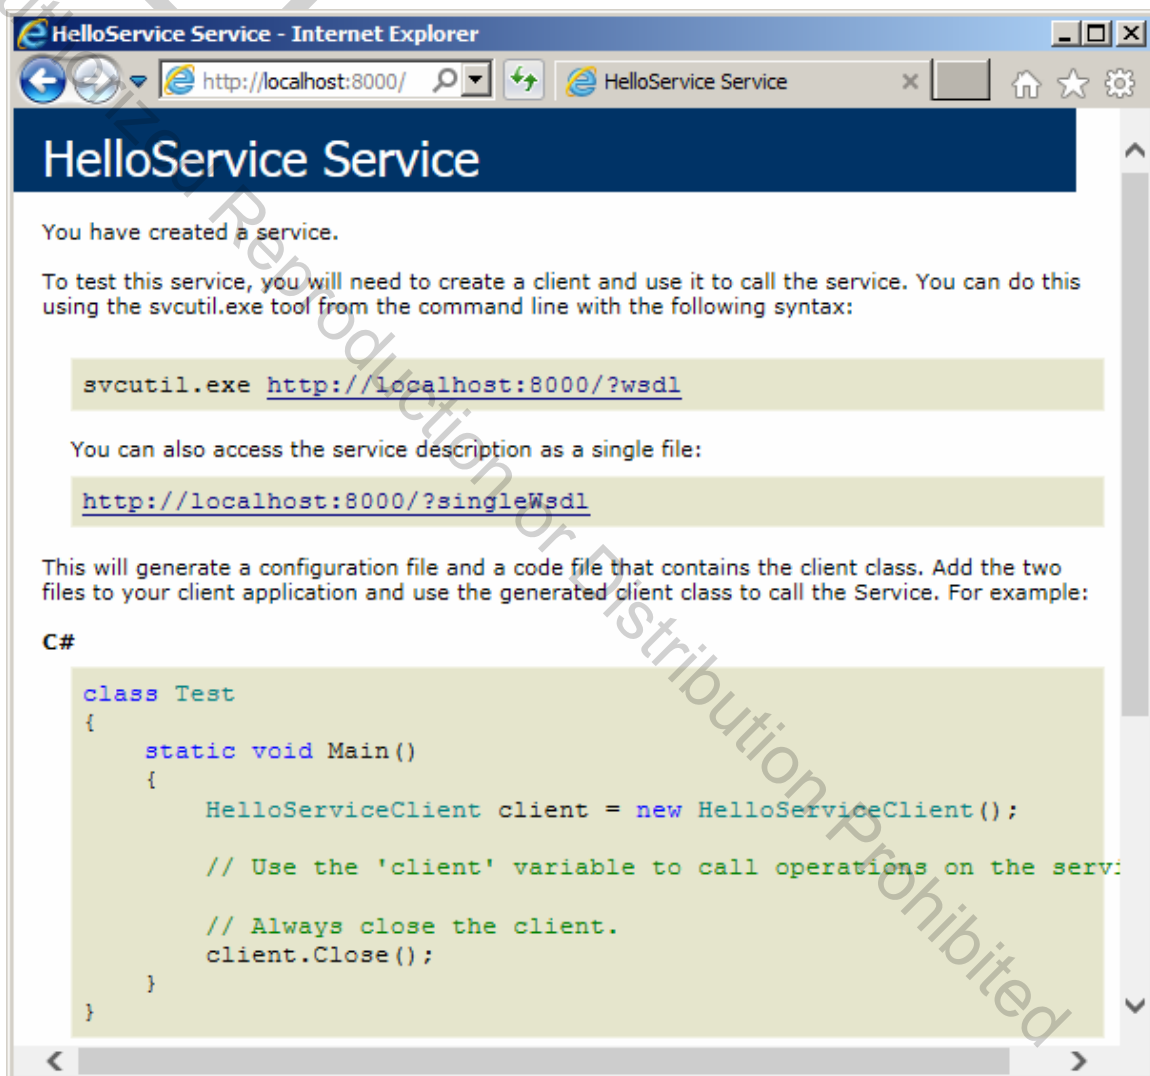 HelloService Service - Internet Explorer
http://localhost:8000/
HelloService Service
HelloService Service
You have created a service.
To test this service, you will need to create a client and use it to call the service. You can do this
using the svcutil.exe tool from the command line with the following syntax:
svcutil.exe http://localhost:8000/?wsdl
You can also access the service description as a single file:
http://localhost:8000/?singleWsdl
This will generate a configuration file and a code file that contains the client class. Add the two
files to your client application and use the generated client class to call the Service. For example:
C#
class Test
{
static void Main()
{
HelloServiceClient client = new HelloServiceClient();
// Use the 'client' variable to call operations on the servi
// Always close the client.
client.Close();
}
}
Reproduction or Distribution Prohibited